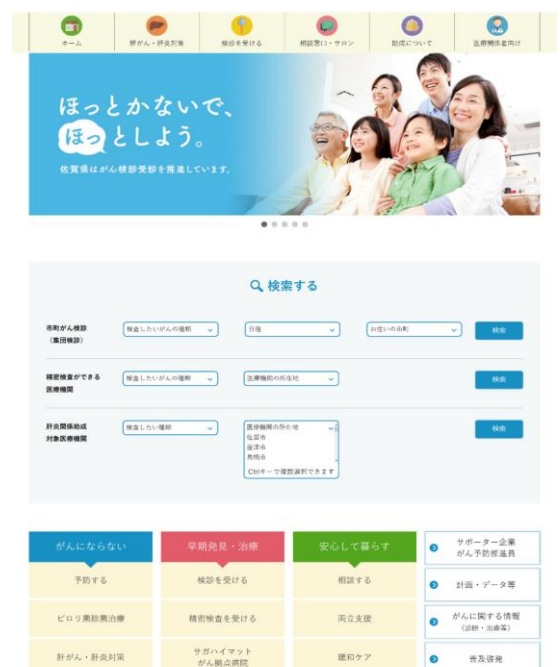 ホーム
肝がん・肝炎対策
検診を受ける
相談窓口・サロン
助成について
医療関係者向け
ほっとかないで、
ほっとしよう。
佐賀県はがん検診受診を推進しています。
検索する
市町がん検診
（集団検診）
検査したいがんの種類
日程
お住いの市町
検索
精密検査ができる
医療機関
検査したいがんの種類
医療機関の所在地
検索
肝炎関係助成
対象医療機関
検査したい種類
医療機関の所在地
佐賀市
唐津市
鳥栖市
Ctrlキーで複数選択できます
検索
がんにならない
早期発見・治療
安心して暮らす
サポーター企業
がん予防推進員
予防する
検診を受ける
相談する
計画・データ等
ピロリ菌除菌治療
精密検査を受ける
両立支援
がんに関する情報
（診断・治療等）
肝がん・肝炎対策
サガハイマット
がん拠点病院
緩和ケア
普及啓発